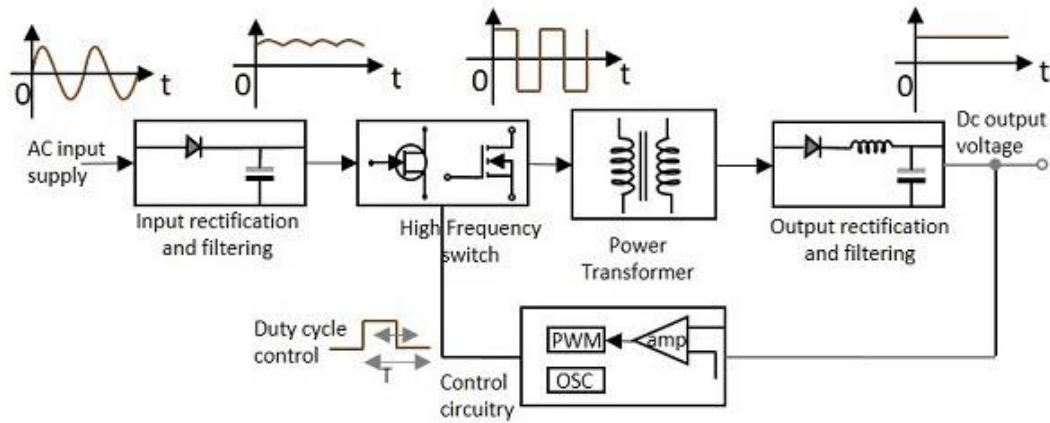 0
t
0
t
0
t
0
t
AC input
supply
Dc output
voltage
Input rectification
and filtering
High Frequency
switch
Power
Transformer
Output rectification
and filtering
Duty cycle
control
T
PWM
amp
OSC
Control
circuitry